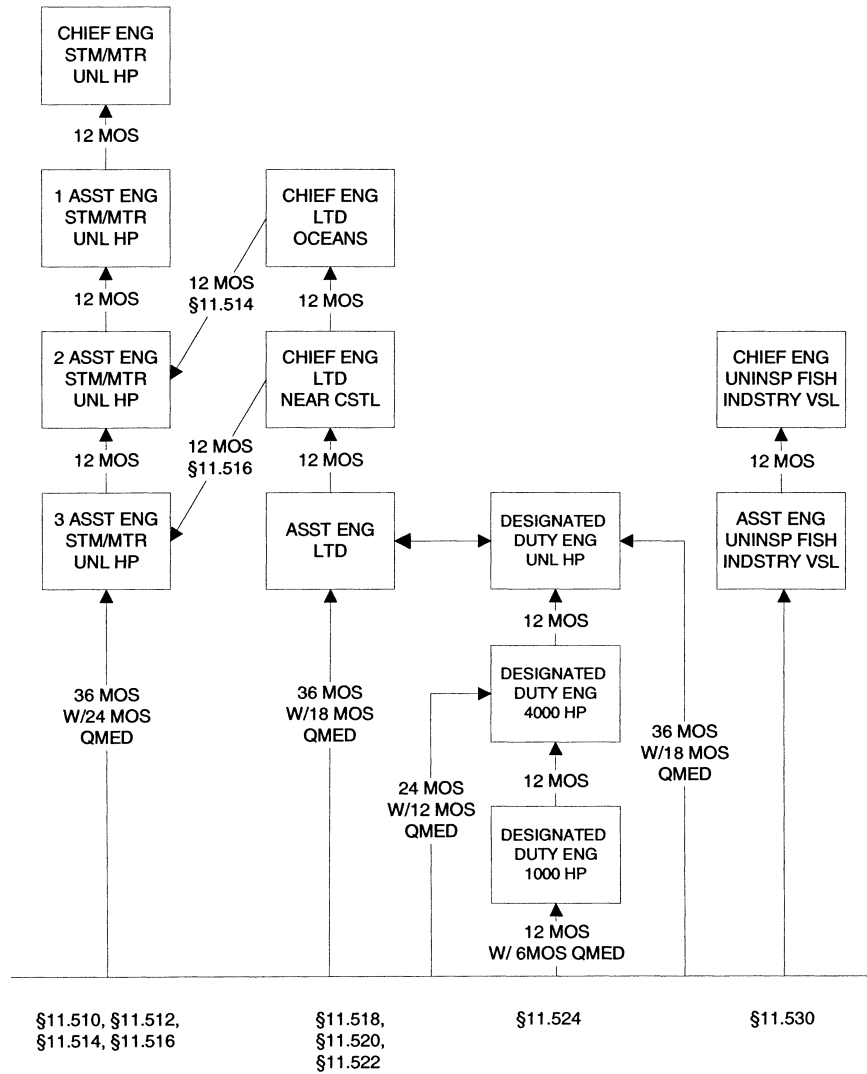 CHIEF ENG
STM/MTR
UNL HP
12 MOS
1 ASST ENG
STM/MTR
UNL HP
CHIEF ENG
LTD
OCEANS
12 MOS
12 MOS
§11.514
12 MOS
2 ASST ENG
STM/MTR
UNL HP
CHIEF ENG
LTD
NEAR CSTL
CHIEF ENG
UNINSP FISH
INDSTRY VSL
12 MOS
12 MOS
§11.516
12 MOS
12 MOS
3 ASST ENG
STM/MTR
UNL HP
ASST ENG
LTD
DESIGNATED
DUTY ENG
UNL HP
ASST ENG
UNINSP FISH
INDSTRY VSL
12 MOS
36 MOS
W/24 MOS
QMED
36 MOS
W/18 MOS
QMED
DESIGNATED
DUTY ENG
4000 HP
36 MOS
W/18 MOS
QMED
24 MOS
W/12 MOS
QMED
12 MOS
DESIGNATED
DUTY ENG
1000 HP
12 MOS
W/ 6MOS QMED
§11.510, §11.512,
§11.514, §11.516
§11.518,
§11.520,
§11.522
§11.524
§11.530